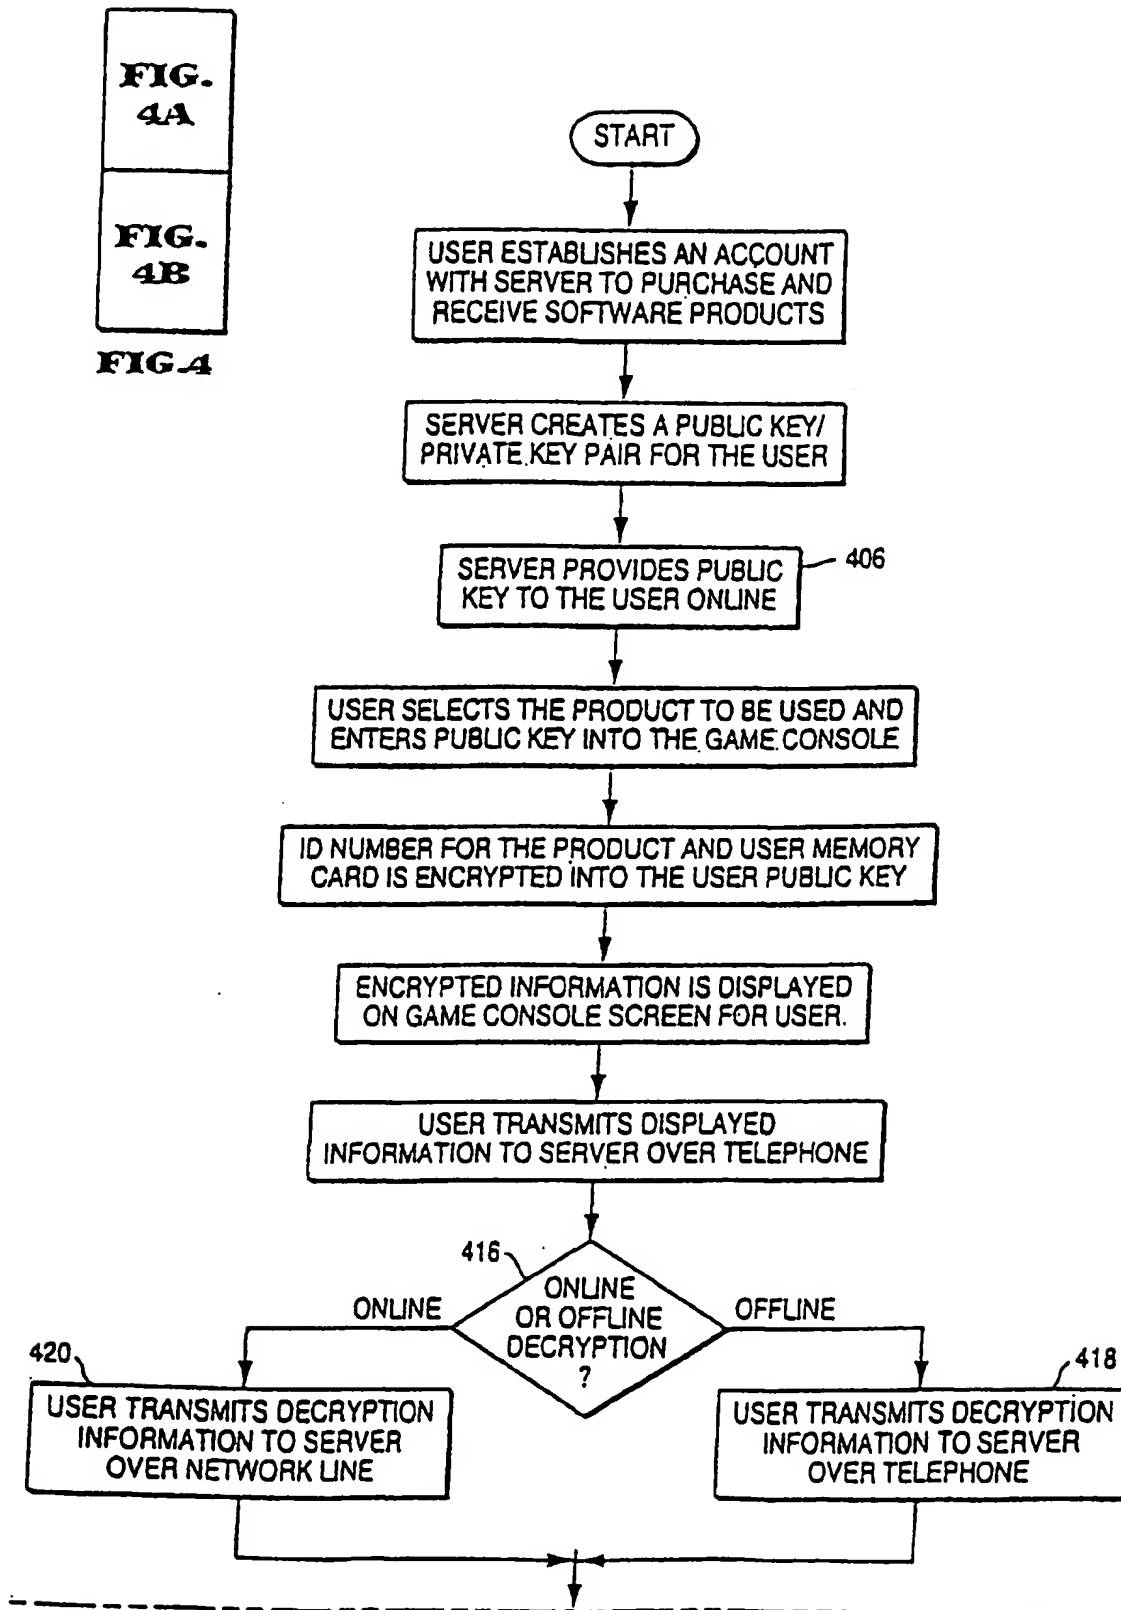 FIG.
4A
FIG.
4B
FIG.4
START
USER ESTABLISHES AN ACCOUNT
WITH SERVER TO PURCHASE AND
RECEIVE SOFTWARE PRODUCTS
SERVER CREATES A PUBLIC KEY/
PRIVATE KEY PAIR FOR THE USER
SERVER PROVIDES PUBLIC
KEY TO THE USER ONLINE
406
USER SELECTS THE PRODUCT TO BE USED AND
ENTERS PUBLIC KEY INTO THE GAME CONSOLE
ID NUMBER FOR THE PRODUCT AND USER MEMORY
CARD IS ENCRYPTED INTO THE USER PUBLIC KEY
ENCRYPTED INFORMATION IS DISPLAYED
ON GAME CONSOLE SCREEN FOR USER.
USER TRANSMITS DISPLAYED
INFORMATION TO SERVER OVER TELEPHONE
416
ONLINE
OR OFFLINE
DECRYPTION
?
ONLINE
OFFLINE
420
USER TRANSMITS DECRYPTION
INFORMATION TO SERVER
OVER NETWORK LINE
418
USER TRANSMITS DECRYPTION
INFORMATION TO SERVER
OVER TELEPHONE